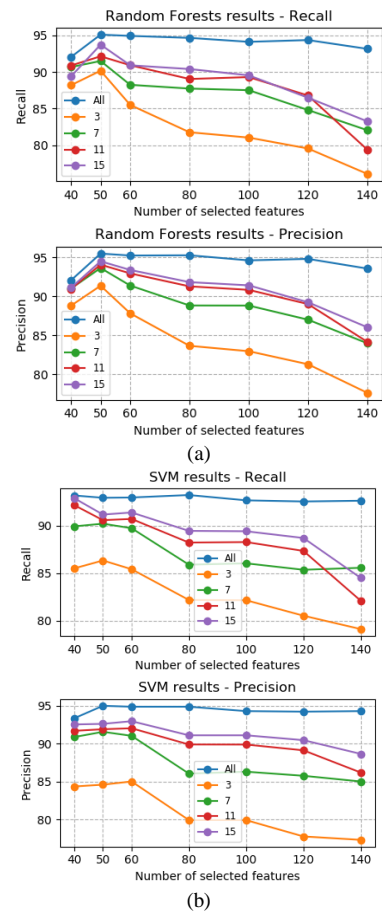 Random Forests results - Recall
95
90
85
80
Recall
All
3
7
11
15
40 50 60 80 100 120 140
Number of selected features
Random Forests results - Precision
95
90
85
80
Precision
All
3
7
11
15
40 50 60 80 100 120 140
Number of selected features
(a)
SVM results - Recall
90
85
80
Recall
All
3
7
11
15
40 50 60 80 100 120 140
Number of selected features
SVM results - Precision
95
90
85
80
Precision
All
3
7
11
15
40 50 60 80 100 120 140
Number of selected features
(b)